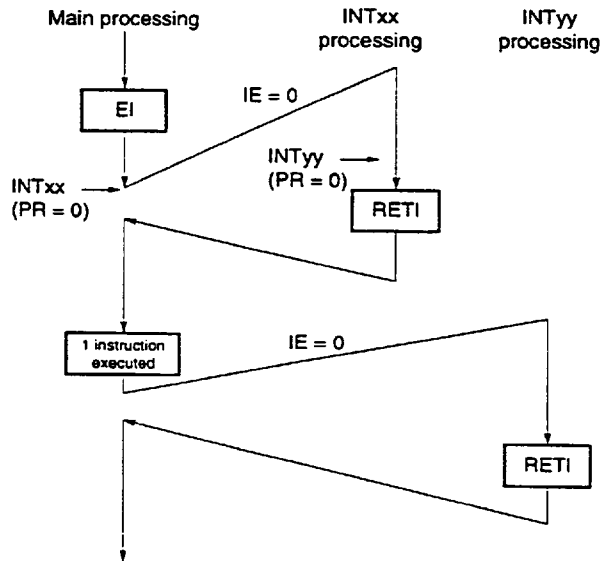 Main processing
INTxx
processing
INTyy
processing
EI
IE = 0
INTxx
(PR = 0)
INTyy
(PR = 0)
RETI
1 instruction
executed
IE = 0
RETI